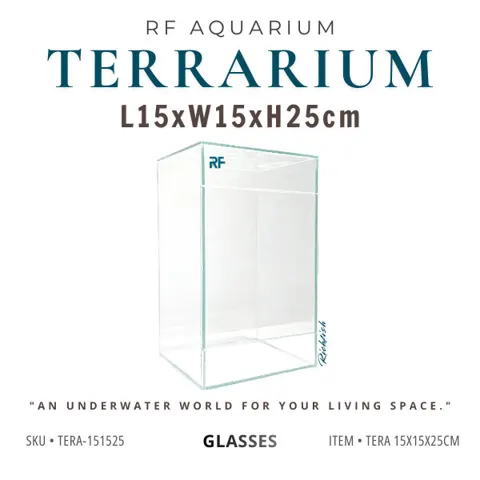 RF AQUARIUM
TERRARIUM
L15xW15xH25cm
RF
Richfish
"AN UNDERWATER WORLD FOR YOUR LIVING SPACE."
SKU • TERA-151525
GLASSES
ITEM • TERA 15X15X25CM